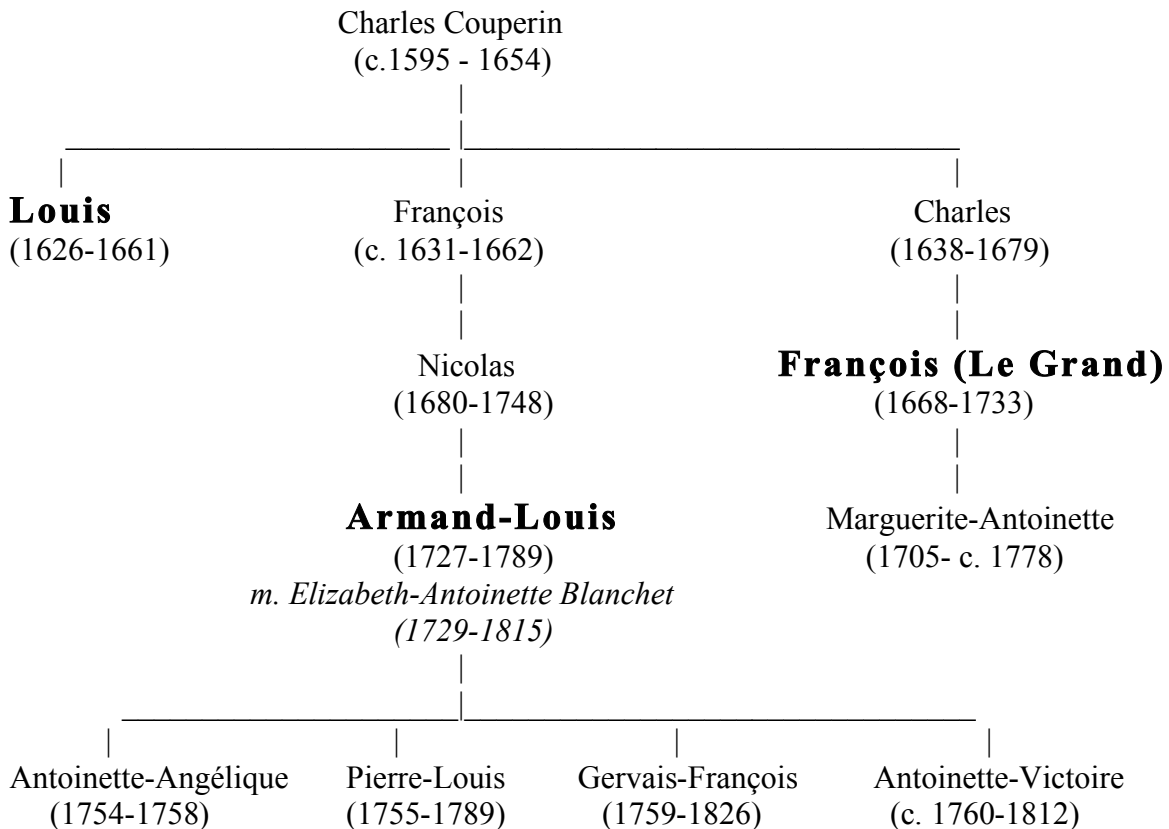 Charles Couperin
(c.1595 - 1654)
Louis François Charles
(1626-1661) (c. 1631-1662) (1638-1679)
Nicolas François (Le Grand)
(1680-1748) (1668-1733)
Armand-Louis Marguerite-Antoinette
(1727-1789) (1705- c. 1778)
m. Elizabeth-Antoinette Blanchet
(1729-1815)
Antoinette-Angélique Pierre-Louis Gervais-François Antoinette-Victoire
(1754-1758) (1755-1789) (1759-1826) (c. 1760-1812)